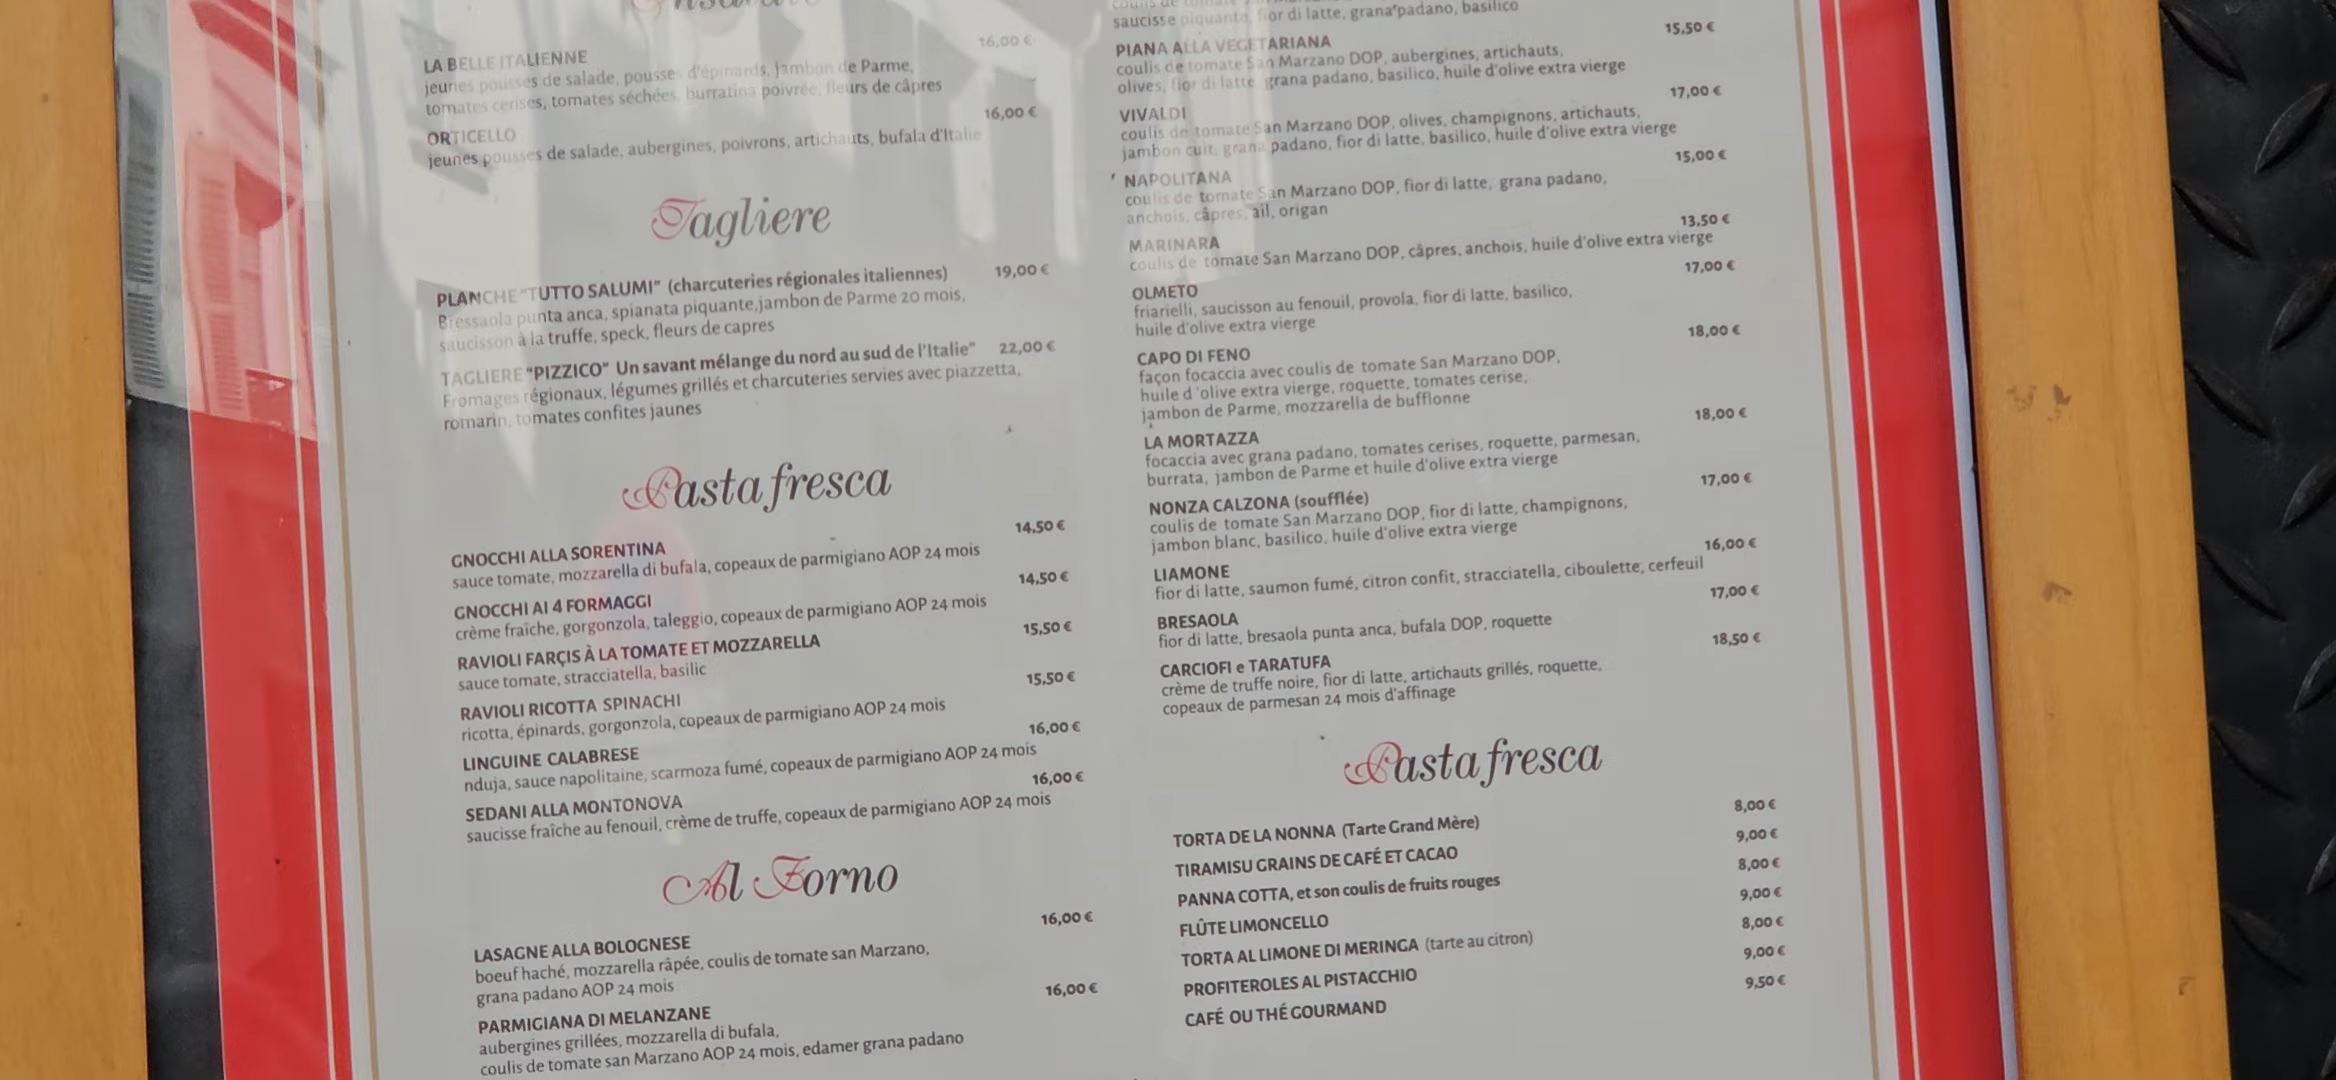 LA BELLE ITALIENNE 16,00 €
jeunes pousses de salade, pousses d'épinards, jambon de Parme,
tomates cerises, tomates séchées, burratina poivrée, fleurs de câpres
ORTICELLO 16,00 €
jeunes pousses de salade, aubergines, poivrons, artichauts, bufala d'Italie
Tagliere
PLANCHE "TUTTO SALUMI" (charcuteries régionales italiennes) 19,00 €
Bressaola punta anca, spianata piquante,jambon de Parme 20 mois,
saucisson à la truffe, speck, fleurs de capres
TAGLIERE "PIZZICO" Un savant mélange du nord au sud de l'Italie" 22,00 €
Fromages régionaux, légumes grillés et charcuteries servies avec piazzetta,
romarin, tomates confites jaunes
Pasta fresca
GNOCCHI ALLA SORENTINA 14,50 €
sauce tomate, mozzarella di bufala, copeaux de parmigiano AOP 24 mois
GNOCCHI AI 4 FORMAGGI 14,50 €
crème fraîche, gorgonzola, taleggio, copeaux de parmigiano AOP 24 mois
RAVIOLI FARÇIS À LA TOMATE ET MOZZARELLA 15,50 €
sauce tomate, stracciatella, basilic
RAVIOLI RICOTTA SPINACHI 15,50 €
ricotta, épinards, gorgonzola, copeaux de parmigiano AOP 24 mois
LINGUINE CALABRESE 16,00 €
nduja, sauce napolitaine, scarmoza fumé, copeaux de parmigiano AOP 24 mois
SEDANI ALLA MONTONOVA 16,00 €
saucisse fraîche au fenouil, crème de truffe, copeaux de parmigiano AOP 24 mois
Al Forno
LASAGNE ALLA BOLOGNESE 16,00 €
boeuf haché, mozzarella râpée, coulis de tomate san Marzano,
grana padano AOP 24 mois
PARMIGIANA DI MELANZANE 16,00 €
aubergines grillées, mozzarella di bufala,
coulis de tomate san Marzano AOP 24 mois, edamer grana padano
saucisse piquante, fior di latte, grana padano, basilico
PIANA ALLA VEGETARIANA 15,50 €
coulis de tomate San Marzano DOP, aubergines, artichauts,
olives, fior di latte, grana padano, basilico, huile d'olive extra vierge
VIVALDI 17,00 €
coulis de tomate San Marzano DOP, olives, champignons, artichauts,
jambon cuit, grana padano, fior di latte, basilico, huile d'olive extra vierge
NAPOLITANA 15,00 €
coulis de tomate San Marzano DOP, fior di latte, grana padano,
anchois, câpres, ail, origan
MARINARA 13,50 €
coulis de tomate San Marzano DOP, câpres, anchois, huile d'olive extra vierge
OLMETO 17,00 €
friarielli, saucisson au fenouil, provola, fior di latte, basilico,
huile d'olive extra vierge
CAPO DI FENO 18,00 €
façon focaccia avec coulis de tomate San Marzano DOP,
huile d'olive extra vierge, roquette, tomates cerise,
jambon de Parme, mozzarella de bufflonne
LA MORTAZZA 18,00 €
focaccia avec grana padano, tomates cerises, roquette, parmesan,
burrata, jambon de Parme et huile d'olive extra vierge
NONZA CALZONA (soufflée) 17,00 €
coulis de tomate San Marzano DOP, fior di latte, champignons,
jambon blanc, basilico, huile d'olive extra vierge
LIAMONE 16,00 €
fior di latte, saumon fumé, citron confit, stracciatella, ciboulette, cerfeuil
BRESAOLA 17,00 €
fior di latte, bresaola punta anca, bufala DOP, roquette
CARCIOFI e TARATUFA 18,50 €
crème de truffe noire, fior di latte, artichauts grillés, roquette,
copeaux de parmesan 24 mois d'affinage
Pasta fresca
TORTA DE LA NONNA (Tarte Grand Mère) 8,00 €
TIRAMISU GRAINS DE CAFÉ ET CACAO 9,00 €
PANNA COTTA, et son coulis de fruits rouges 8,00 €
FLÛTE LIMONCELLO 9,00 €
TORTA AL LIMONE DI MERINGA (tarte au citron) 8,00 €
PROFITEROLES AL PISTACCHIO 9,00 €
CAFÉ OU THÉ GOURMAND 9,50 €